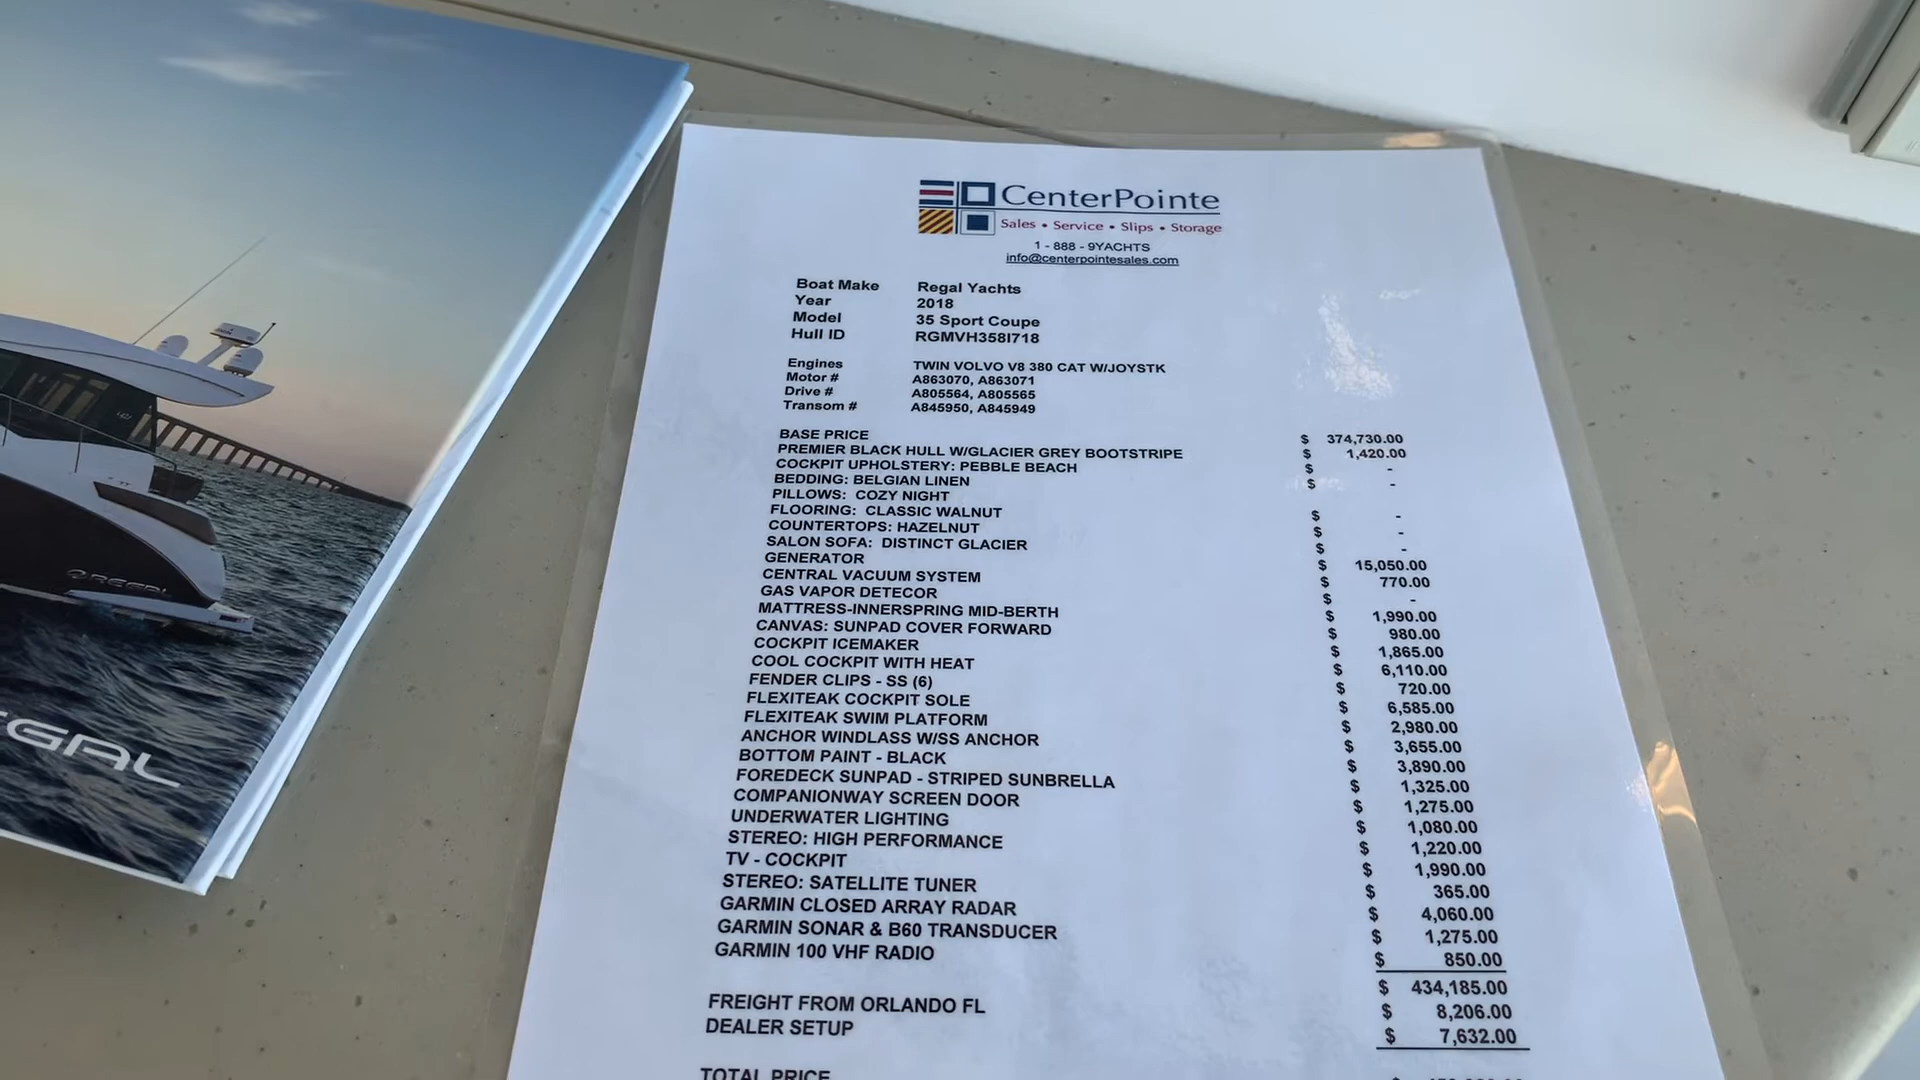 CenterPointe
Sales • Service • Slips • Storage
1 - 888 - 9YACHTS
info@centerpointesales.com
Boat Make Regal Yachts
Year 2018
Model 35 Sport Coupe
Hull ID RGMVH358I718
Engines TWIN VOLVO V8 380 CAT W/JOYSTK
Motor # A863070, A863071
Drive # A805564, A805565
Transom # A845950, A845949
BASE PRICE $ 374,730.00
PREMIER BLACK HULL W/GLACIER GREY BOOTSTRIPE $ 1,420.00
COCKPIT UPHOLSTERY: PEBBLE BEACH $ -
BEDDING: BELGIAN LINEN $ -
PILLOWS: COZY NIGHT
FLOORING: CLASSIC WALNUT $ -
COUNTERTOPS: HAZELNUT $ -
SALON SOFA: DISTINCT GLACIER $ -
GENERATOR $ 15,050.00
CENTRAL VACUUM SYSTEM $ 770.00
GAS VAPOR DETECOR $ -
MATTRESS-INNERSPRING MID-BERTH $ 1,990.00
CANVAS: SUNPAD COVER FORWARD $ 980.00
COCKPIT ICEMAKER $ 1,865.00
COOL COCKPIT WITH HEAT $ 6,110.00
FENDER CLIPS - SS (6) $ 720.00
FLEXITEAK COCKPIT SOLE $ 6,585.00
FLEXITEAK SWIM PLATFORM $ 2,980.00
ANCHOR WINDLASS W/SS ANCHOR $ 3,655.00
BOTTOM PAINT - BLACK $ 3,890.00
FOREDECK SUNPAD - STRIPED SUNBRELLA $ 1,325.00
COMPANIONWAY SCREEN DOOR $ 1,275.00
UNDERWATER LIGHTING $ 1,080.00
STEREO: HIGH PERFORMANCE $ 1,220.00
TV - COCKPIT $ 1,990.00
STEREO: SATELLITE TUNER $ 365.00
GARMIN CLOSED ARRAY RADAR $ 4,060.00
GARMIN SONAR & B60 TRANSDUCER $ 1,275.00
GARMIN 100 VHF RADIO $ 850.00
$ 434,185.00
FREIGHT FROM ORLANDO FL $ 8,206.00
DEALER SETUP $ 7,632.00
TOTAL PRICE
REGAL